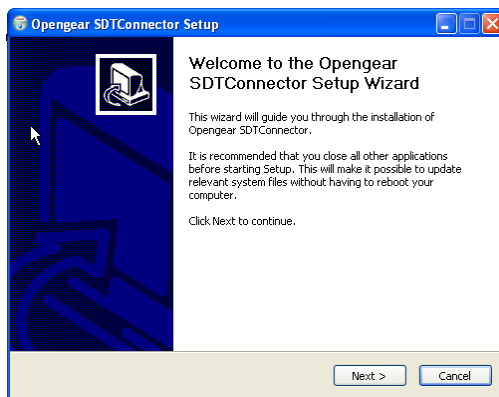 Opengear SDTConnector Setup
Welcome to the Opengear
SDTConnector Setup Wizard
This wizard will guide you through the installation of
Opengear SDTConnector.
It is recommended that you close all other applications
before starting Setup. This will make it possible to update
relevant system files without having to reboot your
computer.
Click Next to continue.
Next >
Cancel